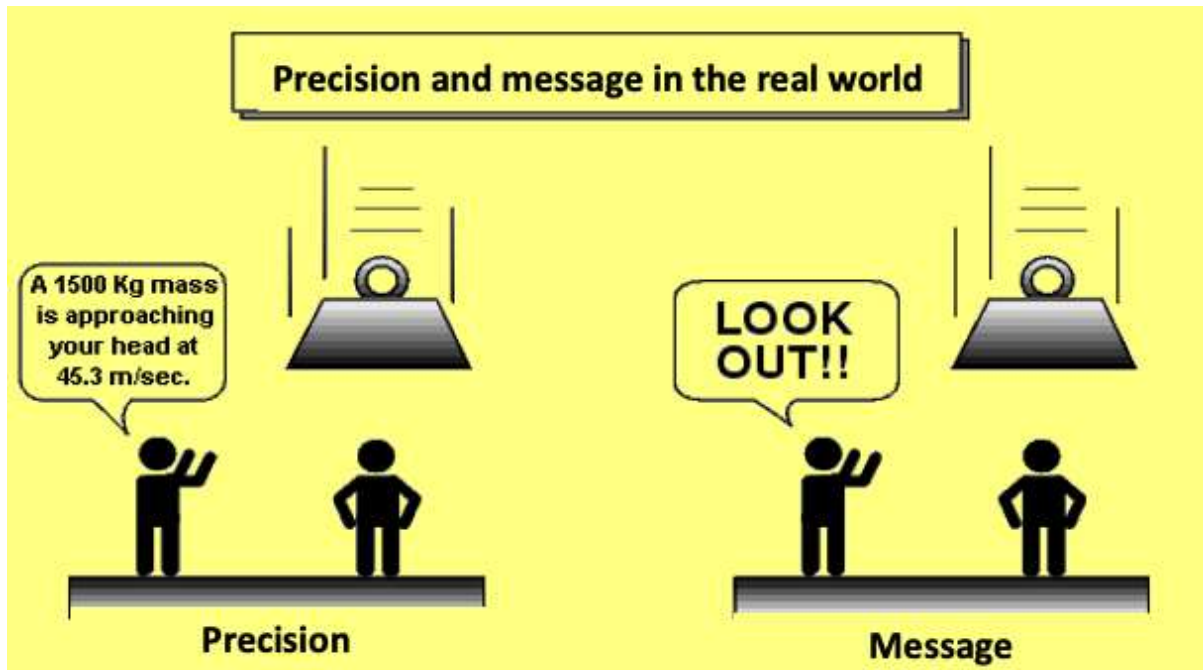 Precision and message in the real world
A 1500 Kg mass
is approaching
your head at
45.3 m/sec.
LOOK
OUT!!
Precision
Message